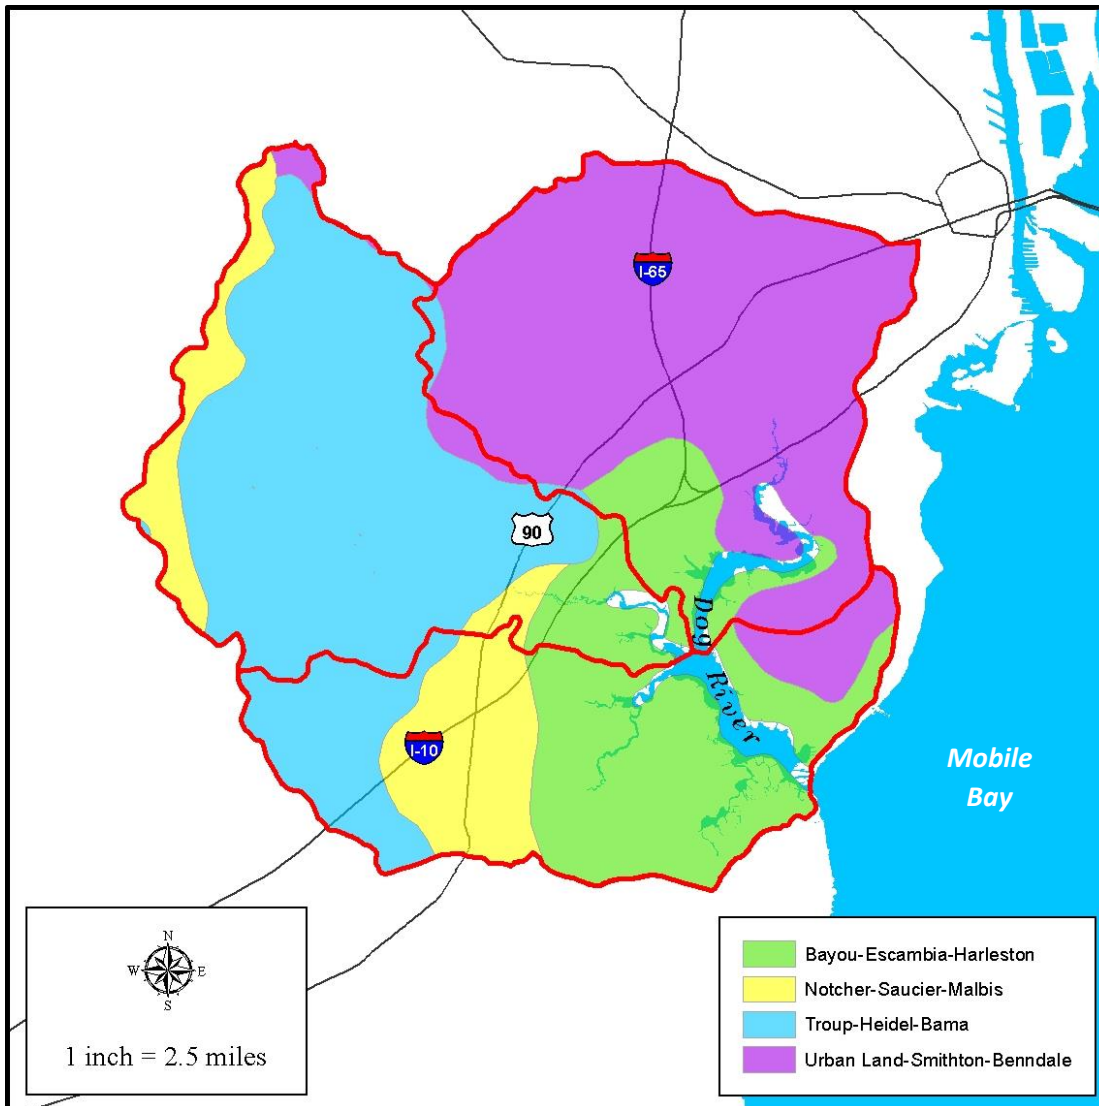 I-65
90
Dog
River
I-10
Mobile
Bay
N
W E
S
1 inch = 2.5 miles
Bayou-Escambia-Harleston
Notcher-Saucier-Malbis
Troup-Heidel-Bama
Urban Land-Smithton-Benndale